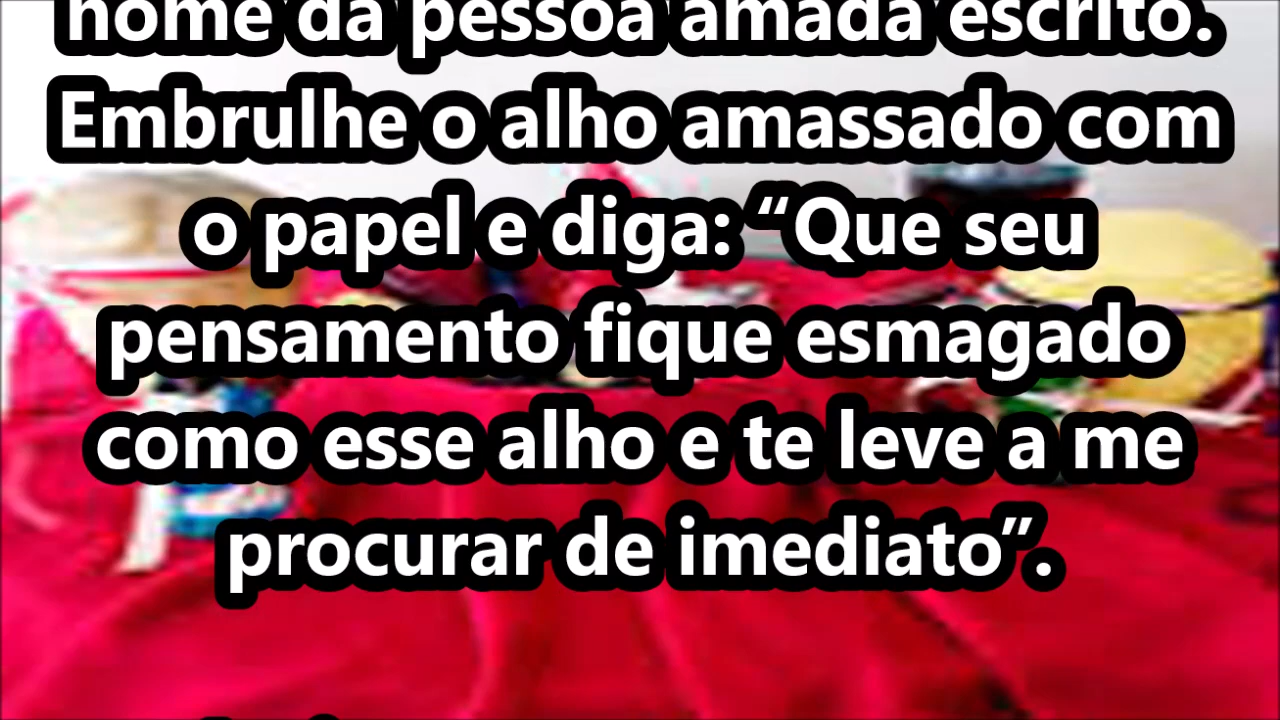 nome da pessoa amada escrito.
Embrulhe o alho amassado com
o papel e diga: “Que seu
pensamento fique esmagado
como esse alho e te leve a me
procurar de imediato”.